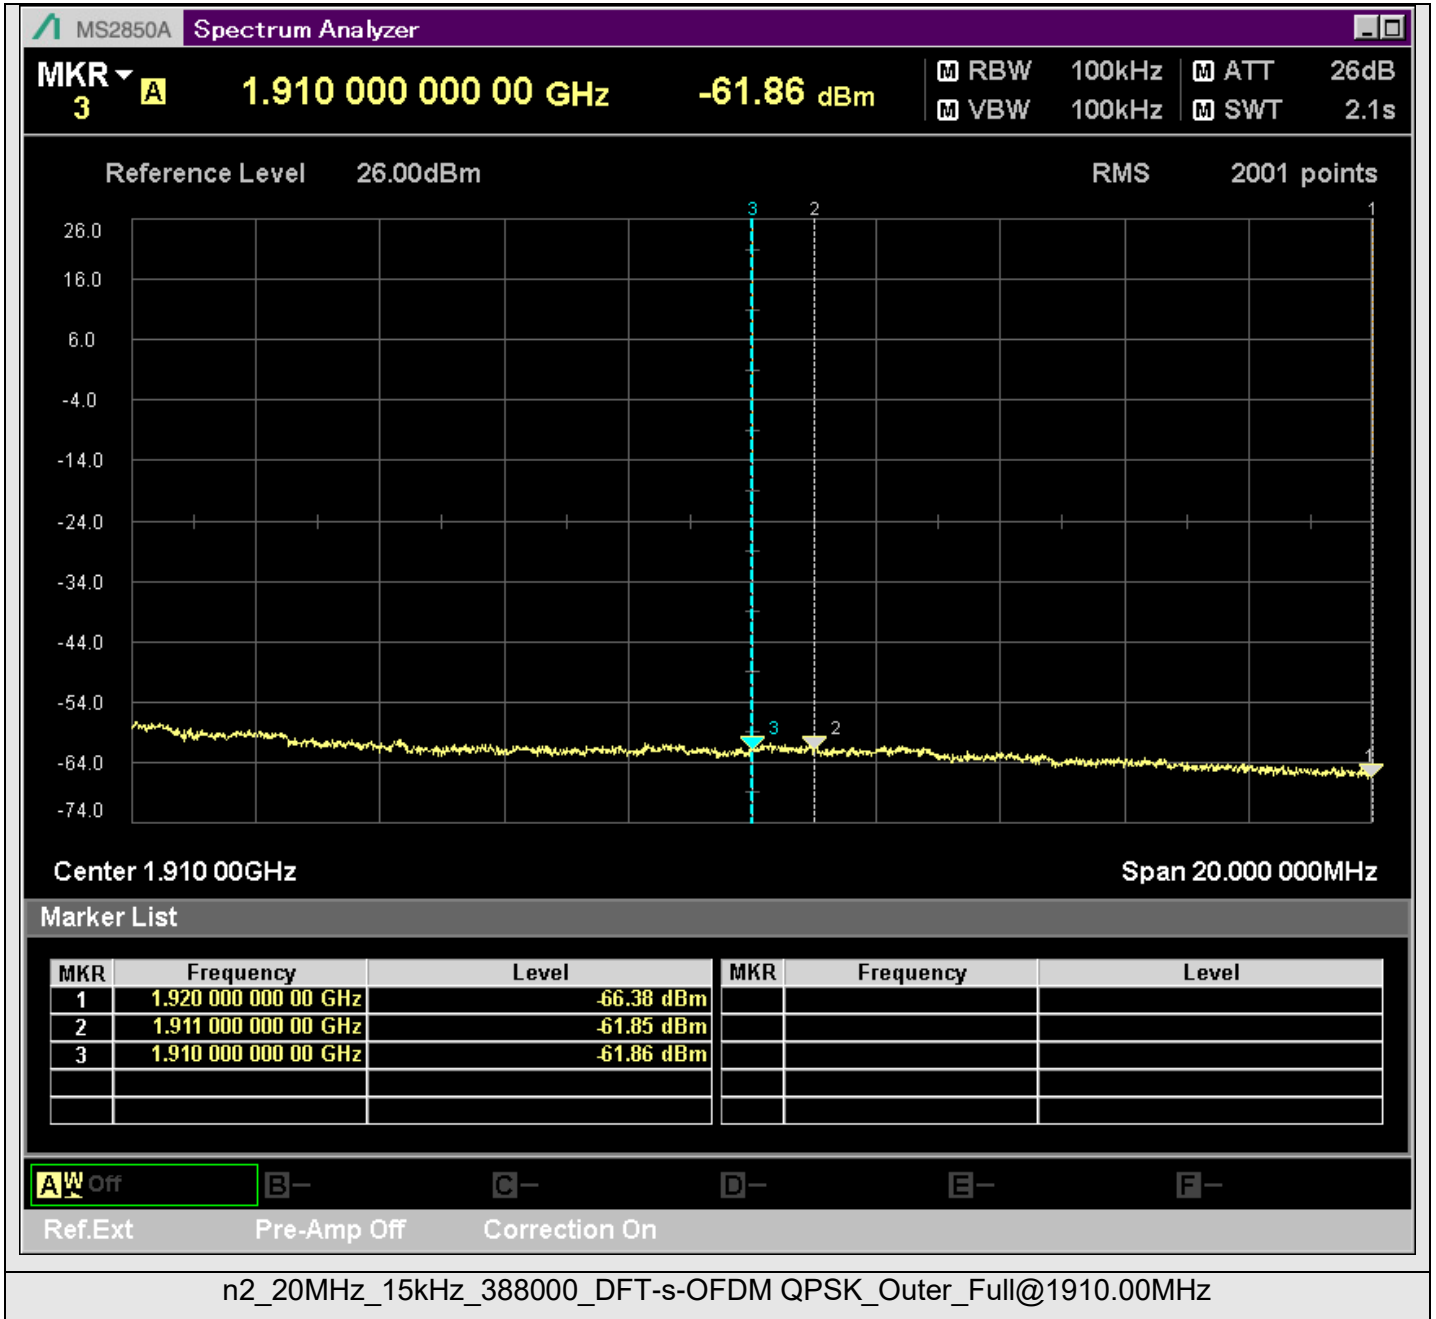 MS2850A Spectrum Analyzer
MKR A 1.910 000 000 00 GHz -61.86 dBm M RBW 100kHz M ATT 26dB
3 M VBW 100kHz M SWT 2.1s
Reference Level 26.00dBm RMS 2001 points
3 2 1
26.0
16.0
6.0
-4.0
-14.0
-24.0
-34.0
-44.0
-54.0
3 2
1
-64.0
-74.0
Center 1.910 00GHz Span 20.000 000MHz
Marker List
MKR Frequency Level MKR Frequency Level
1 1.920 000 000 00 GHz -66.38 dBm
2 1.911 000 000 00 GHz -61.85 dBm
3 1.910 000 000 00 GHz -61.86 dBm
A W Off B – C – D – E – F –
Ref.Ext Pre-Amp Off Correction On
n2_20MHz_15kHz_388000_DFT-s-OFDM QPSK_Outer_Full@1910.00MHz